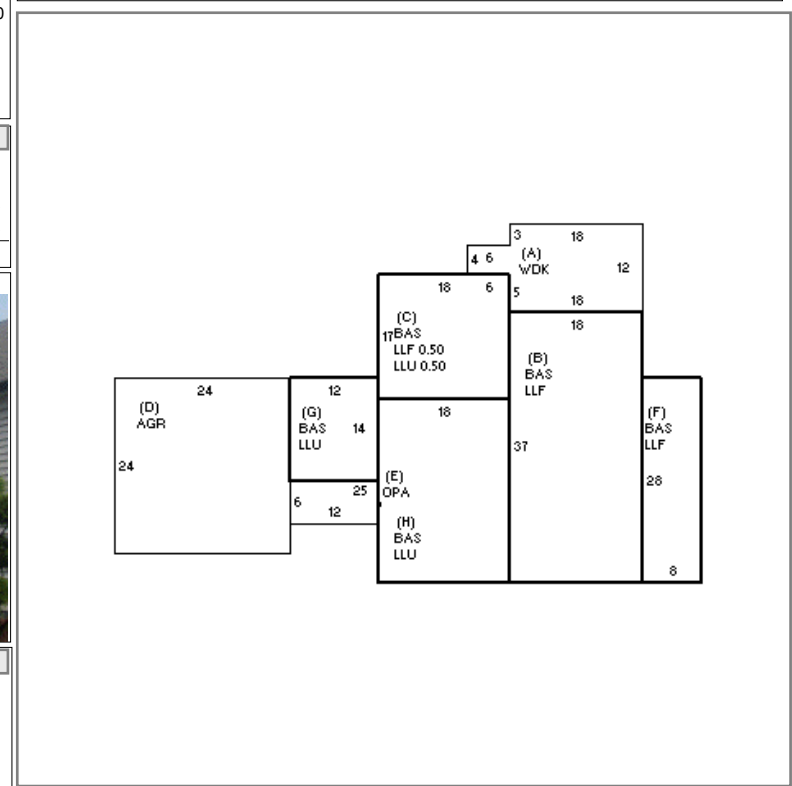 3
18
4 6
(A)
WDK
12
18
6
5
18
(C)
17 BAS
LLF 0.50
LLU 0.50
18
(B)
BAS
LLF
24
(D)
AGR
24
12
(G)
BAS
LLU
14
18
(F)
BAS
LLF
37
28
(E)
OPA
25
6
12
(H)
BAS
LLU
8